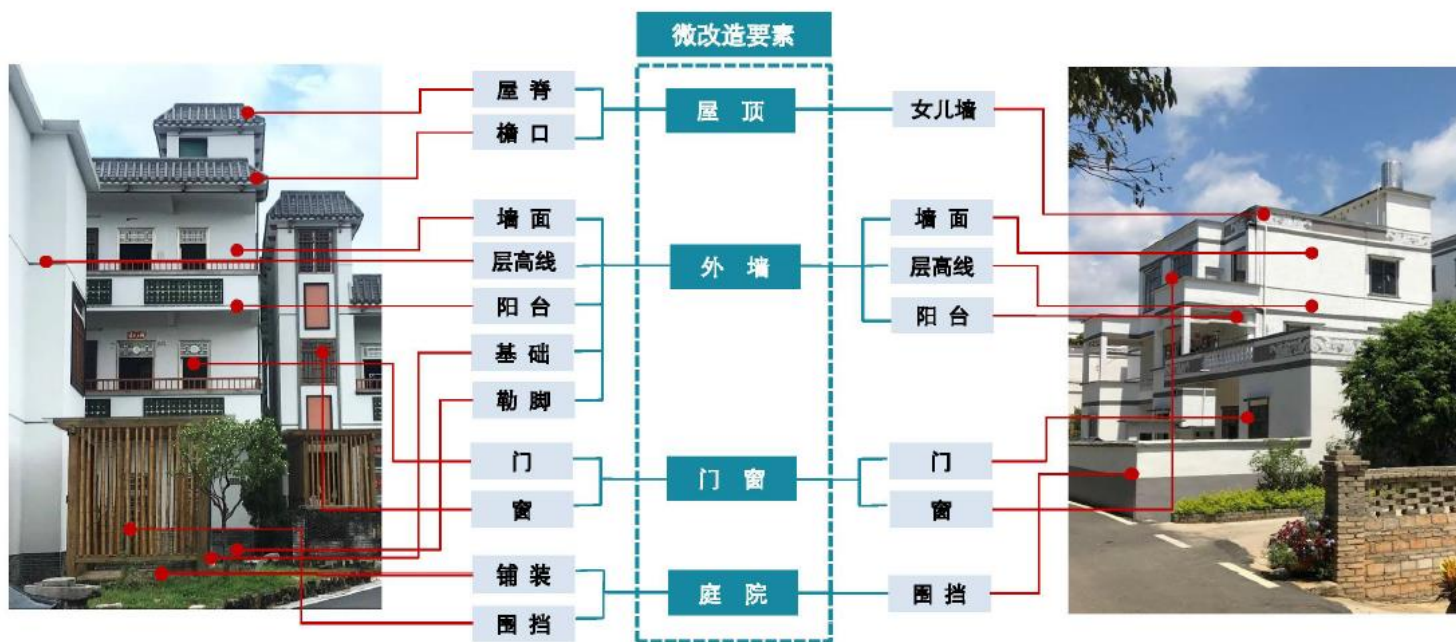 微改造要素
屋脊
檐口
屋顶
女儿墙
墙面
层高线
阳台
基础
勒脚
外墙
墙面
层高线
阳台
门
窗
门窗
门
窗
铺装
围挡
庭院
围挡